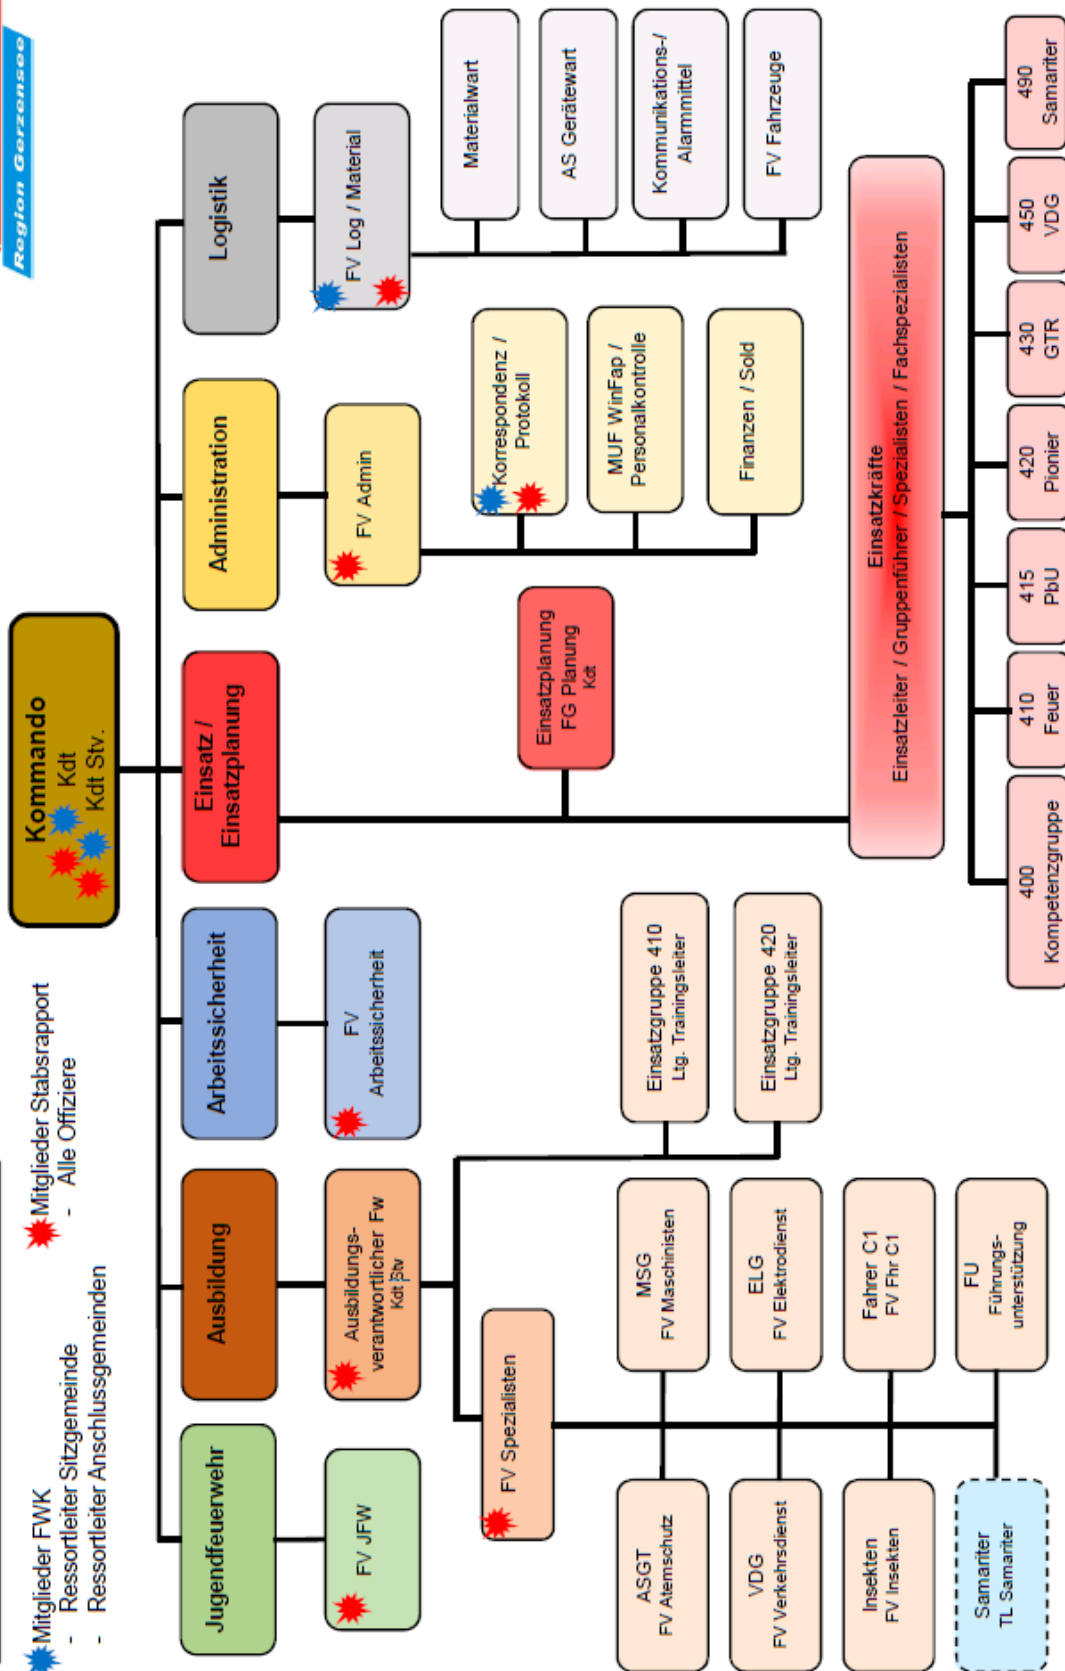 Region Gerzensee
Mitglieder FWK
- Ressortleiter Sitzgemeinde
- Ressortleiter Anschlussgemeinden
Mitglieder Stabsrapport
- Alle Offiziere
Kommando
Kdt
Kdt Stv.
Jugendfeuerwehr
Ausbildung
Arbeitssicherheit
Einsatz /
Einsatzplanung
Administration
Logistik
FV JFW
Ausbildungs-
verantwortlicher Fw
Kdt Stv
FV
Arbeitssicherheit
FV Admin
FV Log / Material
FV Spezialisten
ASGT
FV Atemschutz
MSG
FV Maschinisten
VDG
FV Verkehrsdienst
ELG
FV Elektrodienst
Insekten
FV Insekten
Fahrer C1
FV Fhr C1
Samariter
TL Samariter
FU
Führungs-
unterstützung
Einsatzgruppe 410
Ltg. Trainingsleiter
Einsatzgruppe 420
Ltg. Trainingsleiter
Einsatzplanung
FG Planung
Kdt
Korrespondenz /
Protokoll
MUF WinFap /
Personalkontrolle
Finanzen / Sold
Materialwart
AS Gerätewart
Kommunikations-/
Alarmmittel
FV Fahrzeuge
Einsatzkräfte
Einsatzleiter / Gruppenführer / Spezialisten / Fachspezialisten
400
Kompetenzgruppe
410
Feuer
415
PbU
420
Pionier
430
GTR
450
VDG
490
Samariter